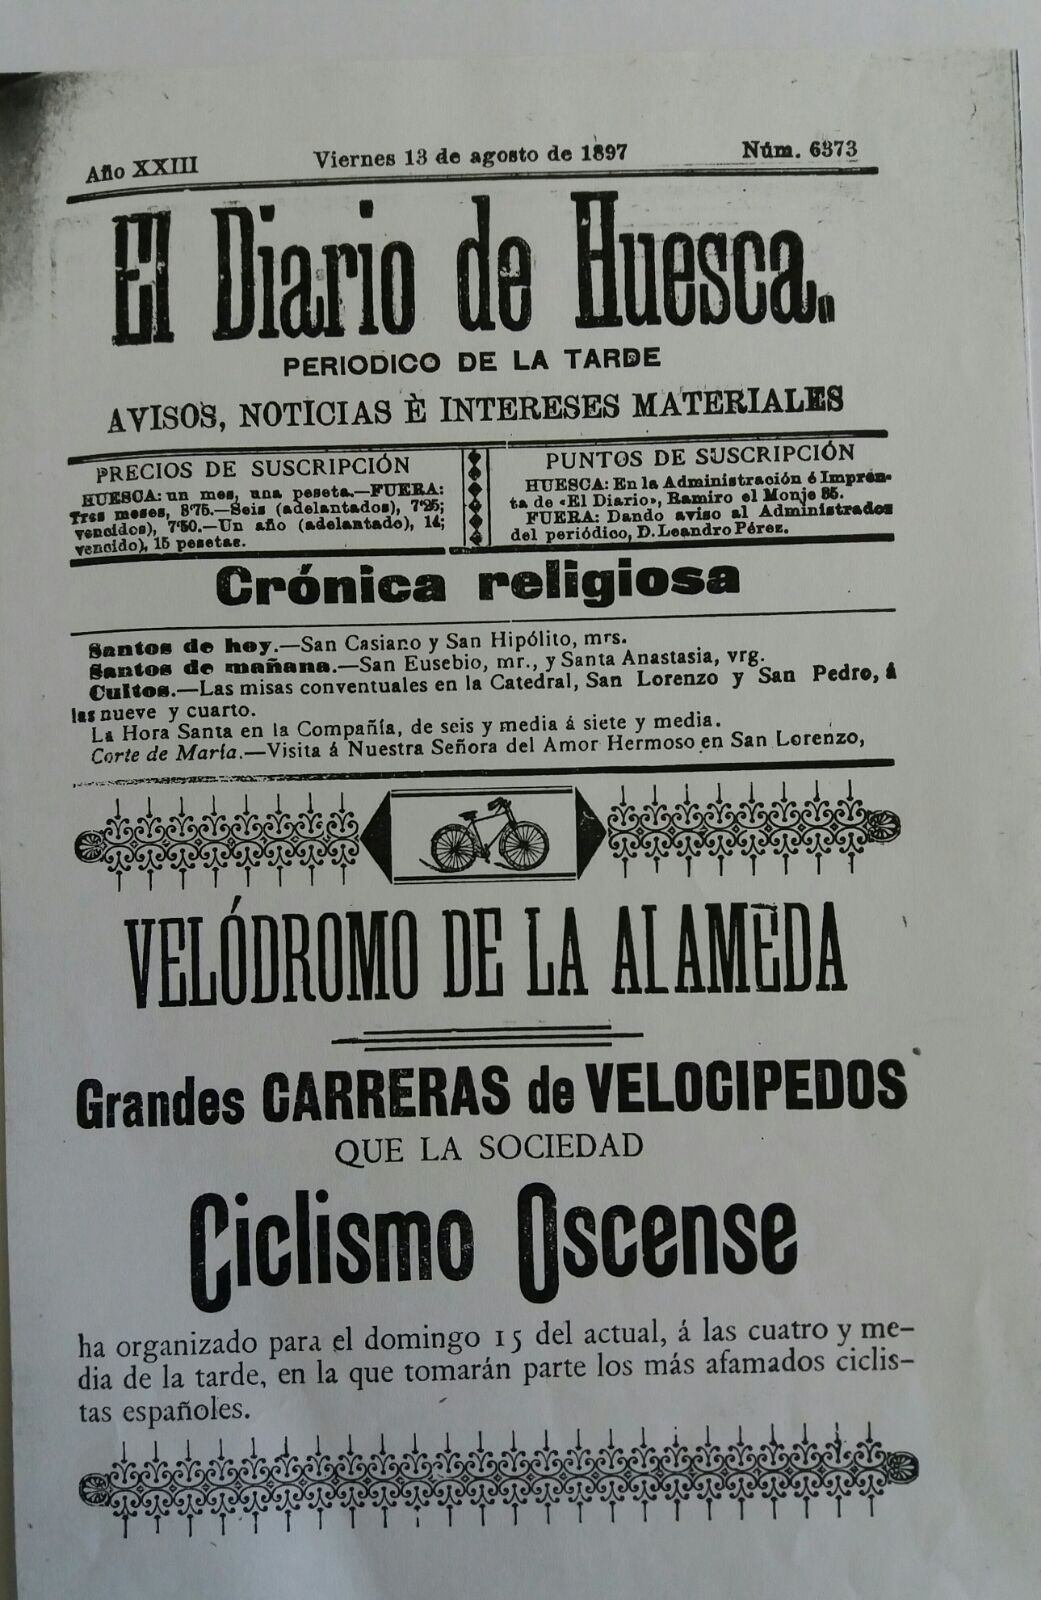 Año XXIII Viernes 13 de agosto de 1897 Núm. 6373
El Diario de Huesca.
PERIODICO DE LA TARDE
AVISOS, NOTICIAS È INTERESES MATERIALES
PRECIOS DE SUSCRIPCIÓN
HUESCA: un mes, una peseta.—FUERA:
Tres meses, 3'75.—Seis (adelantados), 7'25;
vencidos), 7'50.—Un año (adelantado), 14;
vencido), 15 pesetas.
PUNTOS DE SUSCRIPCIÓN
HUESCA: En la Administración é Impren-
ta de «El Diario», Ramiro el Monje 35.
FUERA: Dando aviso al Administrados
del periódico, D. Leandro Pérez.
Crónica religiosa
Santos de hoy.—San Casiano y San Hipólito, mrs.
Santos de mañana.—San Eusebio, mr., y Santa Anastasia, vrg.
Cultos.—Las misas conventuales en la Catedral, San Lorenzo y San Pedro, á
las nueve y cuarto.
La Hora Santa en la Compañía, de seis y media á siete y media.
Corte de María.—Visita á Nuestra Señora del Amor Hermoso en San Lorenzo,
VELÓDROMO DE LA ALAMEDA
Grandes CARRERAS de VELOCIPEDOS
QUE LA SOCIEDAD
Ciclismo Oscense
ha organizado para el domingo 15 del actual, á las cuatro y me-
dia de la tarde, en la que tomarán parte los más afamados ciclis-
tas españoles.